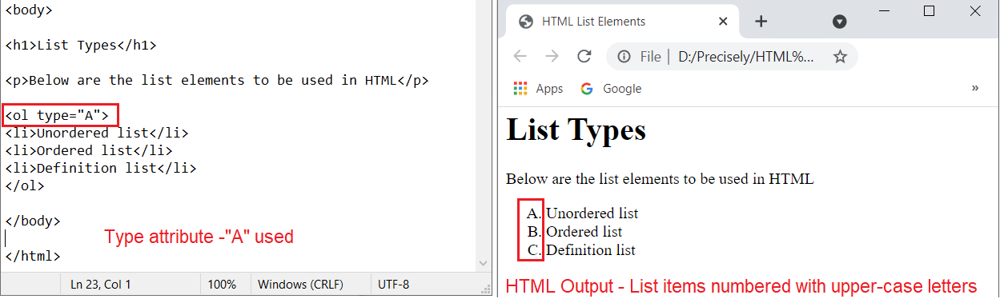 <body>
<h1>List Types</h1>
<p>Below are the list elements to be used in HTML</p>
<ol type="A">
<li>Unordered list</li>
<li>Ordered list</li>
<li>Definition list</li>
</ol>
</body>
Type attribute -"A" used
</html>
Ln 23, Col 1
100%
Windows (CRLF)
UTF-8
HTML List Elements
File | D:/Precisely/HTML%...
Apps
Google
»
List Types
Below are the list elements to be used in HTML
A. Unordered list
B. Ordered list
C. Definition list
HTML Output - List items numbered with upper-case letters